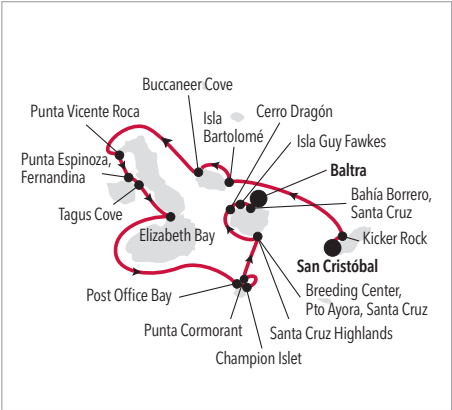 Buccaneer Cove
Punta Vicente Roca
Isla
Bartolomé
Cerro Dragón
Isla Guy Fawkes
Punta Espinoza,
Fernandina
Baltra
Bahía Borrero,
Santa Cruz
Tagus Cove
Elizabeth Bay
Kicker Rock
San Cristóbal
Post Office Bay
Breeding Center,
Pto Ayora, Santa Cruz
Punta Cormorant
Santa Cruz Highlands
Champion Islet